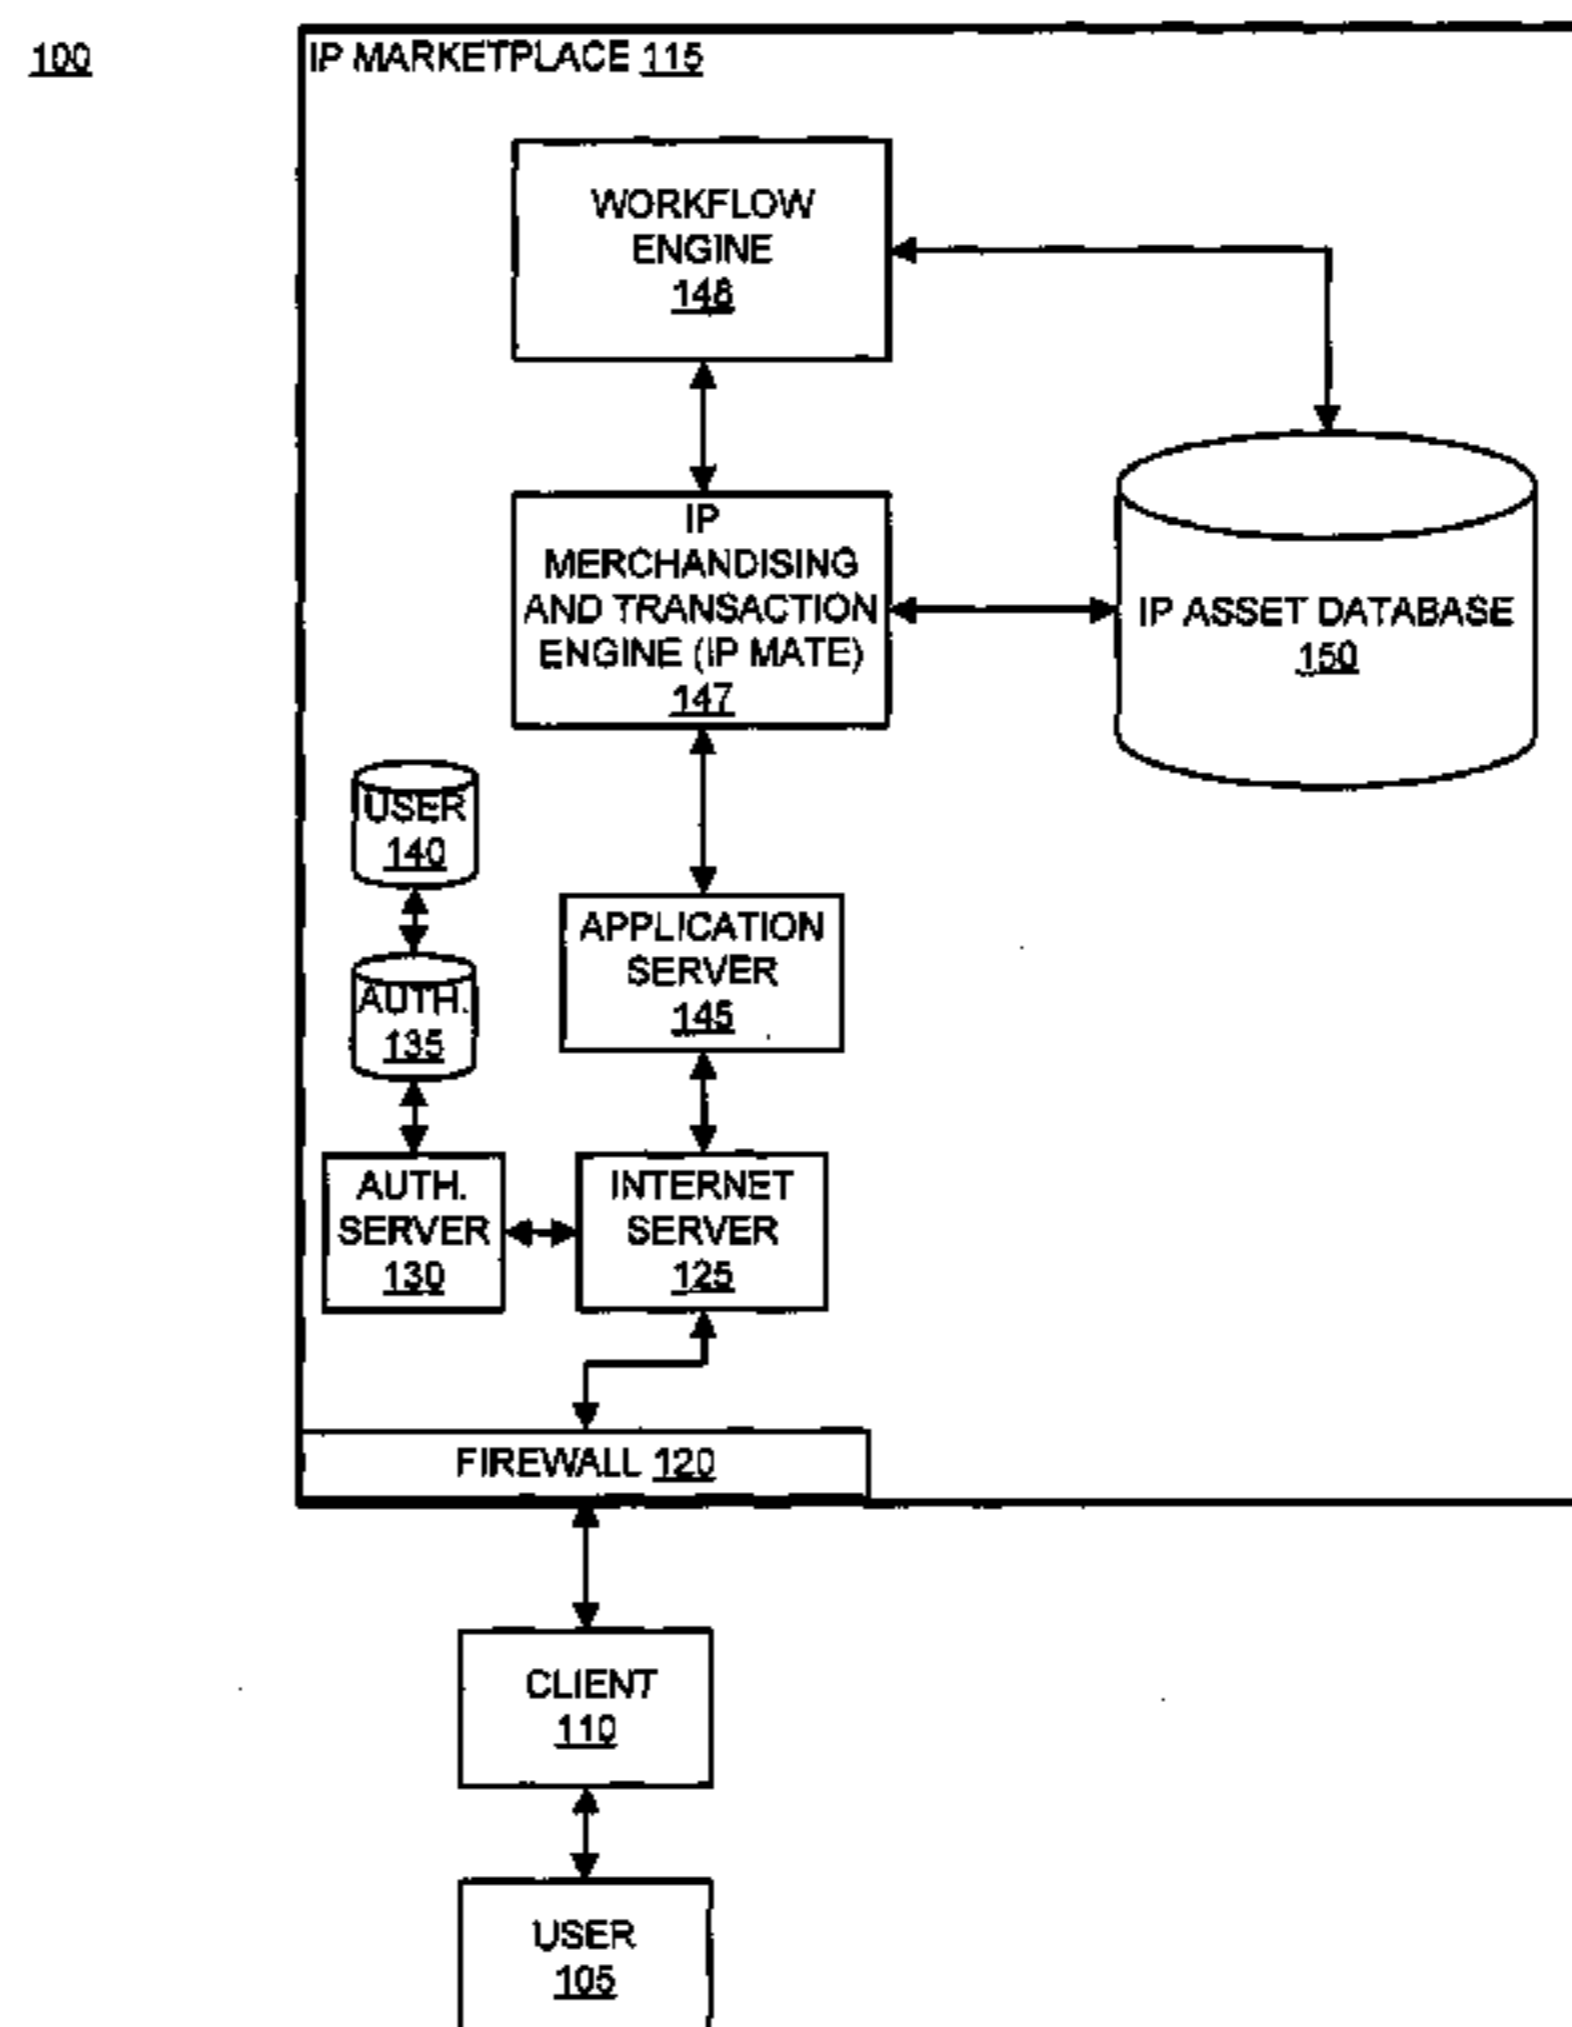 100
IP MARKETPLACE 115
WORKFLOW
ENGINE
148
IP
MERCHANDISING
AND TRANSACTION
ENGINE (IP MATE)
147
IP ASSET DATABASE
150
USER
140
APPLICATION
SERVER
145
AUTH.
135
AUTH.
SERVER
130
INTERNET
SERVER
125
FIREWALL 120
CLIENT
110
USER
105